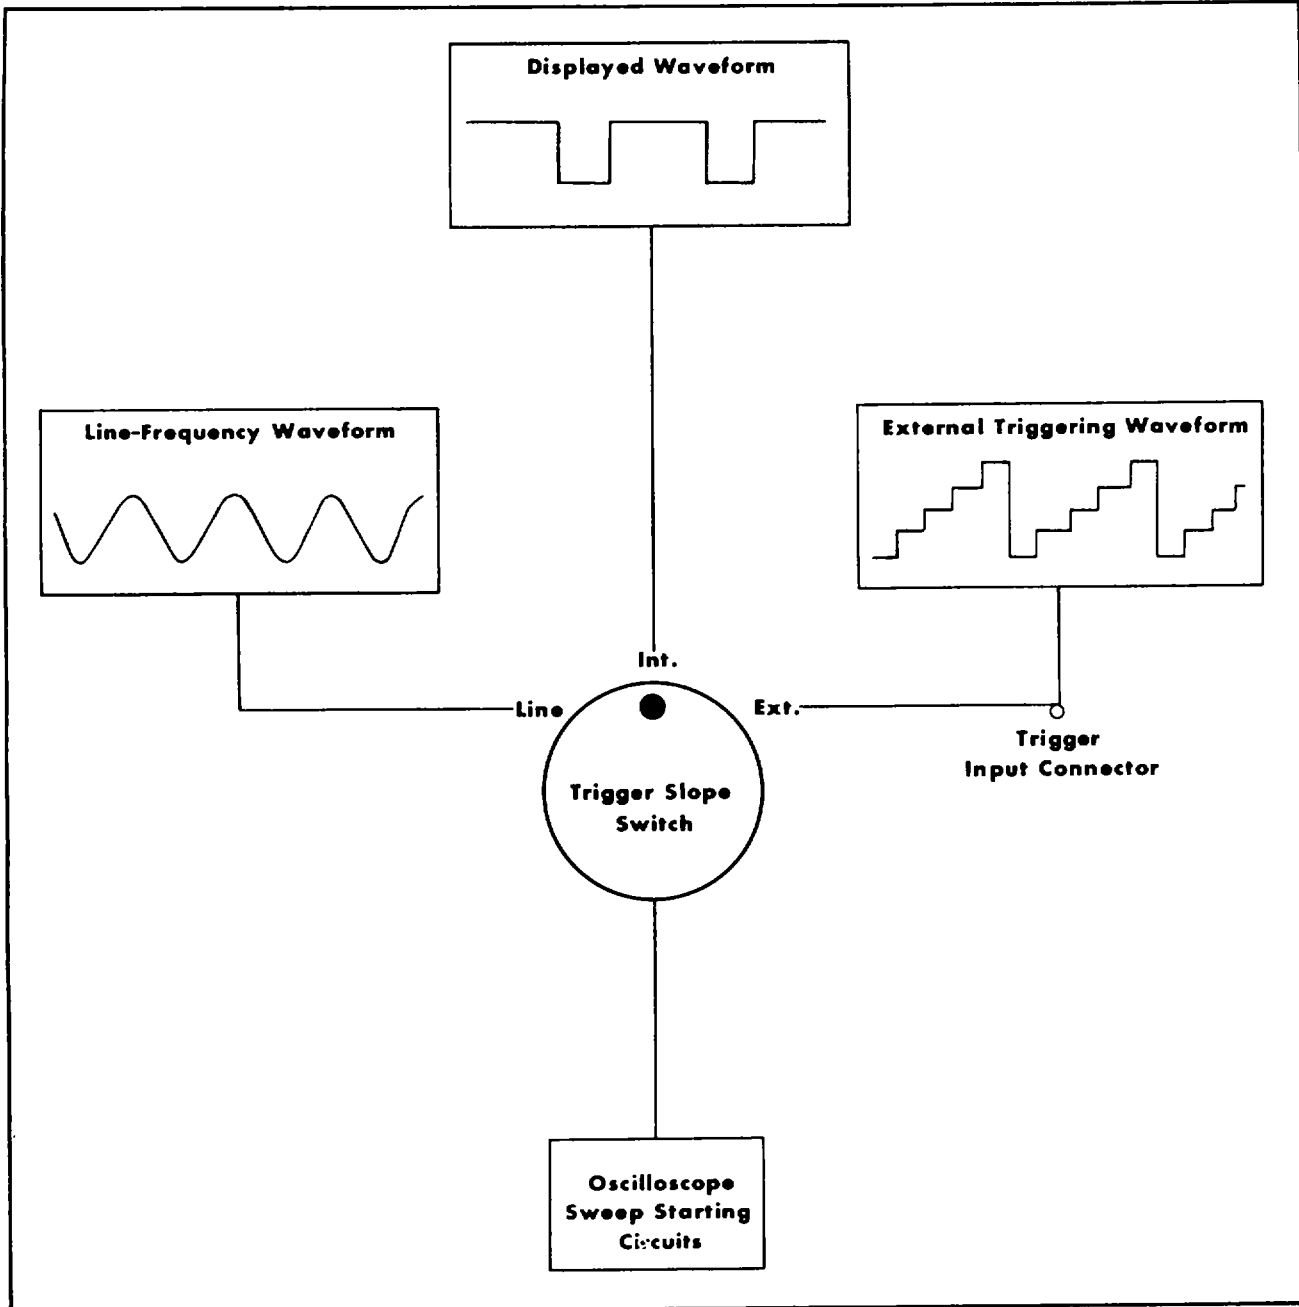 Displayed Waveform
Line-Frequency Waveform
External Triggering Waveform
Int.
Line
Ext.
Trigger
Input Connector
Trigger Slope
Switch
Oscilloscope
Sweep Starting
Circuits